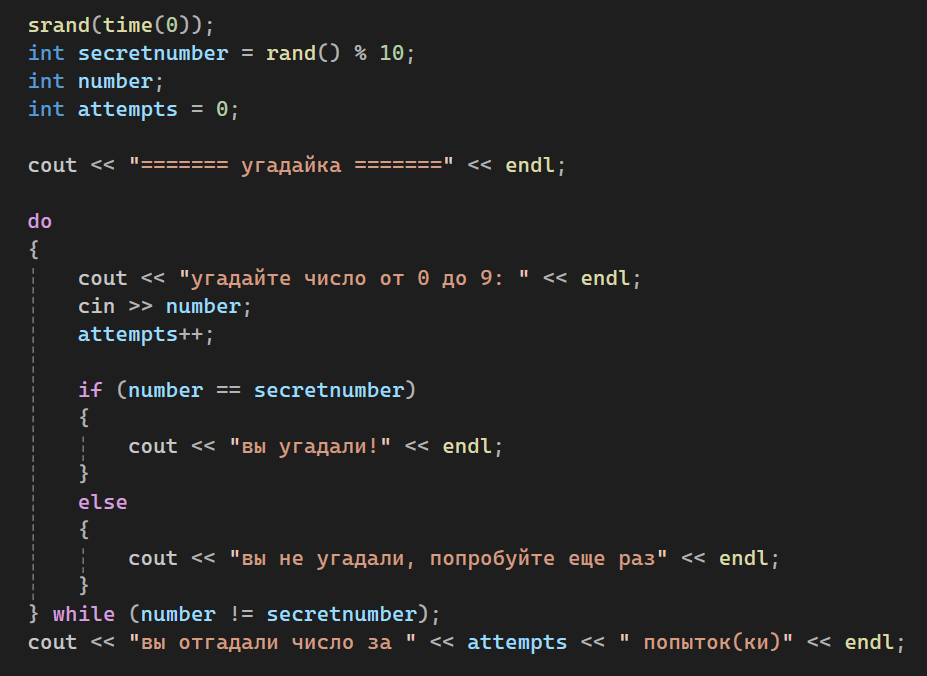 srand(time(0));
int secretnumber = rand() % 10;
int number;
int attempts = 0;

cout << "======= угадайка =======" << endl;

do
{
    cout << "угадайте число от 0 до 9: " << endl;
    cin >> number;
    attempts++;

    if (number == secretnumber)
    {
        cout << "вы угадали!" << endl;
    }
    else
    {
        cout << "вы не угадали, попробуйте еще раз" << endl;
    }
} while (number != secretnumber);
cout << "вы отгадали число за " << attempts << " попыток(ки)" << endl;